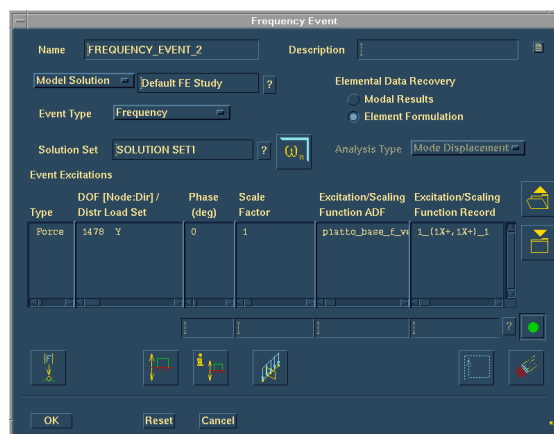 Frequency Event
Name FREQUENCY_EVENT_2 Description
Model Solution Default FE Study ? Elemental Data Recovery
Modal Results
Event Type Frequency Element Formulation
Solution Set SOLUTION SET1 ? ωn Analysis Type Mode Displacement
Event Excitations
DOF [Node:Dir] / Phase Scale Excitation/Scaling Excitation/Scaling
Type Distr Load Set (deg) Factor Function ADF Function Record
Force 1478 Y 0 1 piatto_base_f_ve 1_(1X+,1X+)_1
?
|F|
OK Reset Cancel